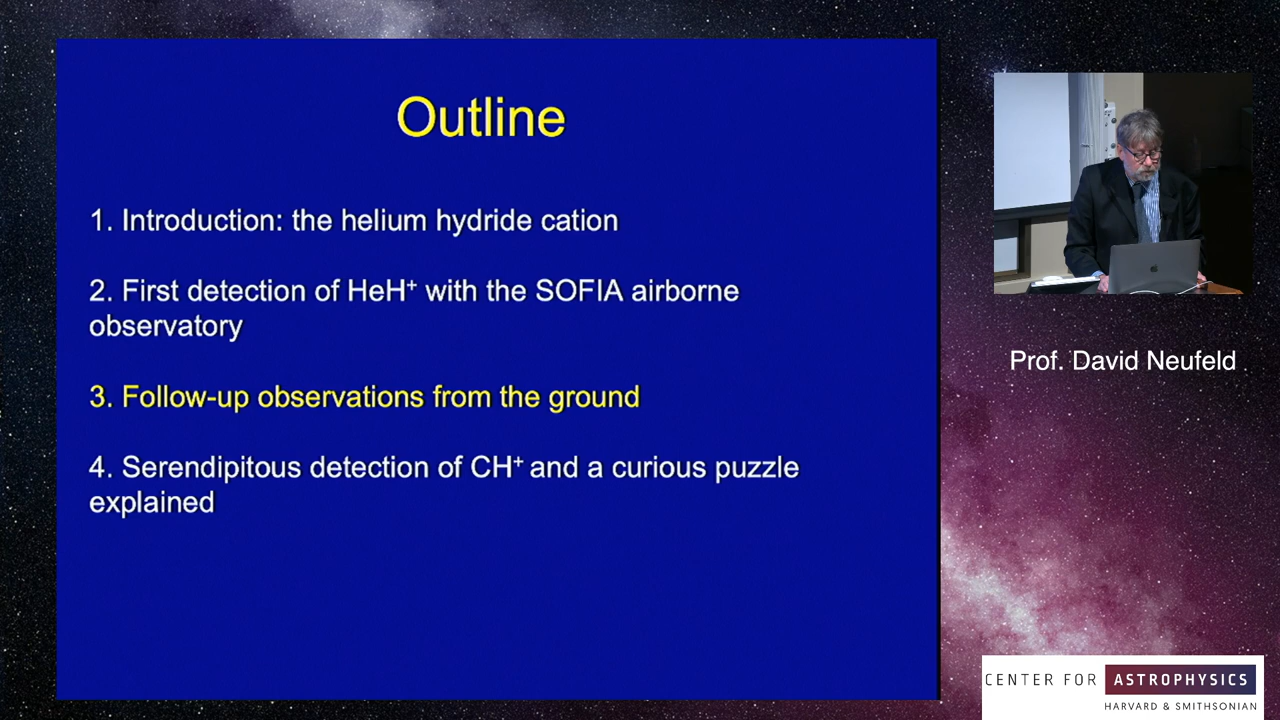 Outline
1. Introduction: the helium hydride cation
2. First detection of HeH⁺ with the SOFIA airborne
observatory
3. Follow-up observations from the ground
4. Serendipitous detection of CH⁺ and a curious puzzle
explained
Prof. David Neufeld
CENTER FOR ASTROPHYSICS
HARVARD & SMITHSONIAN